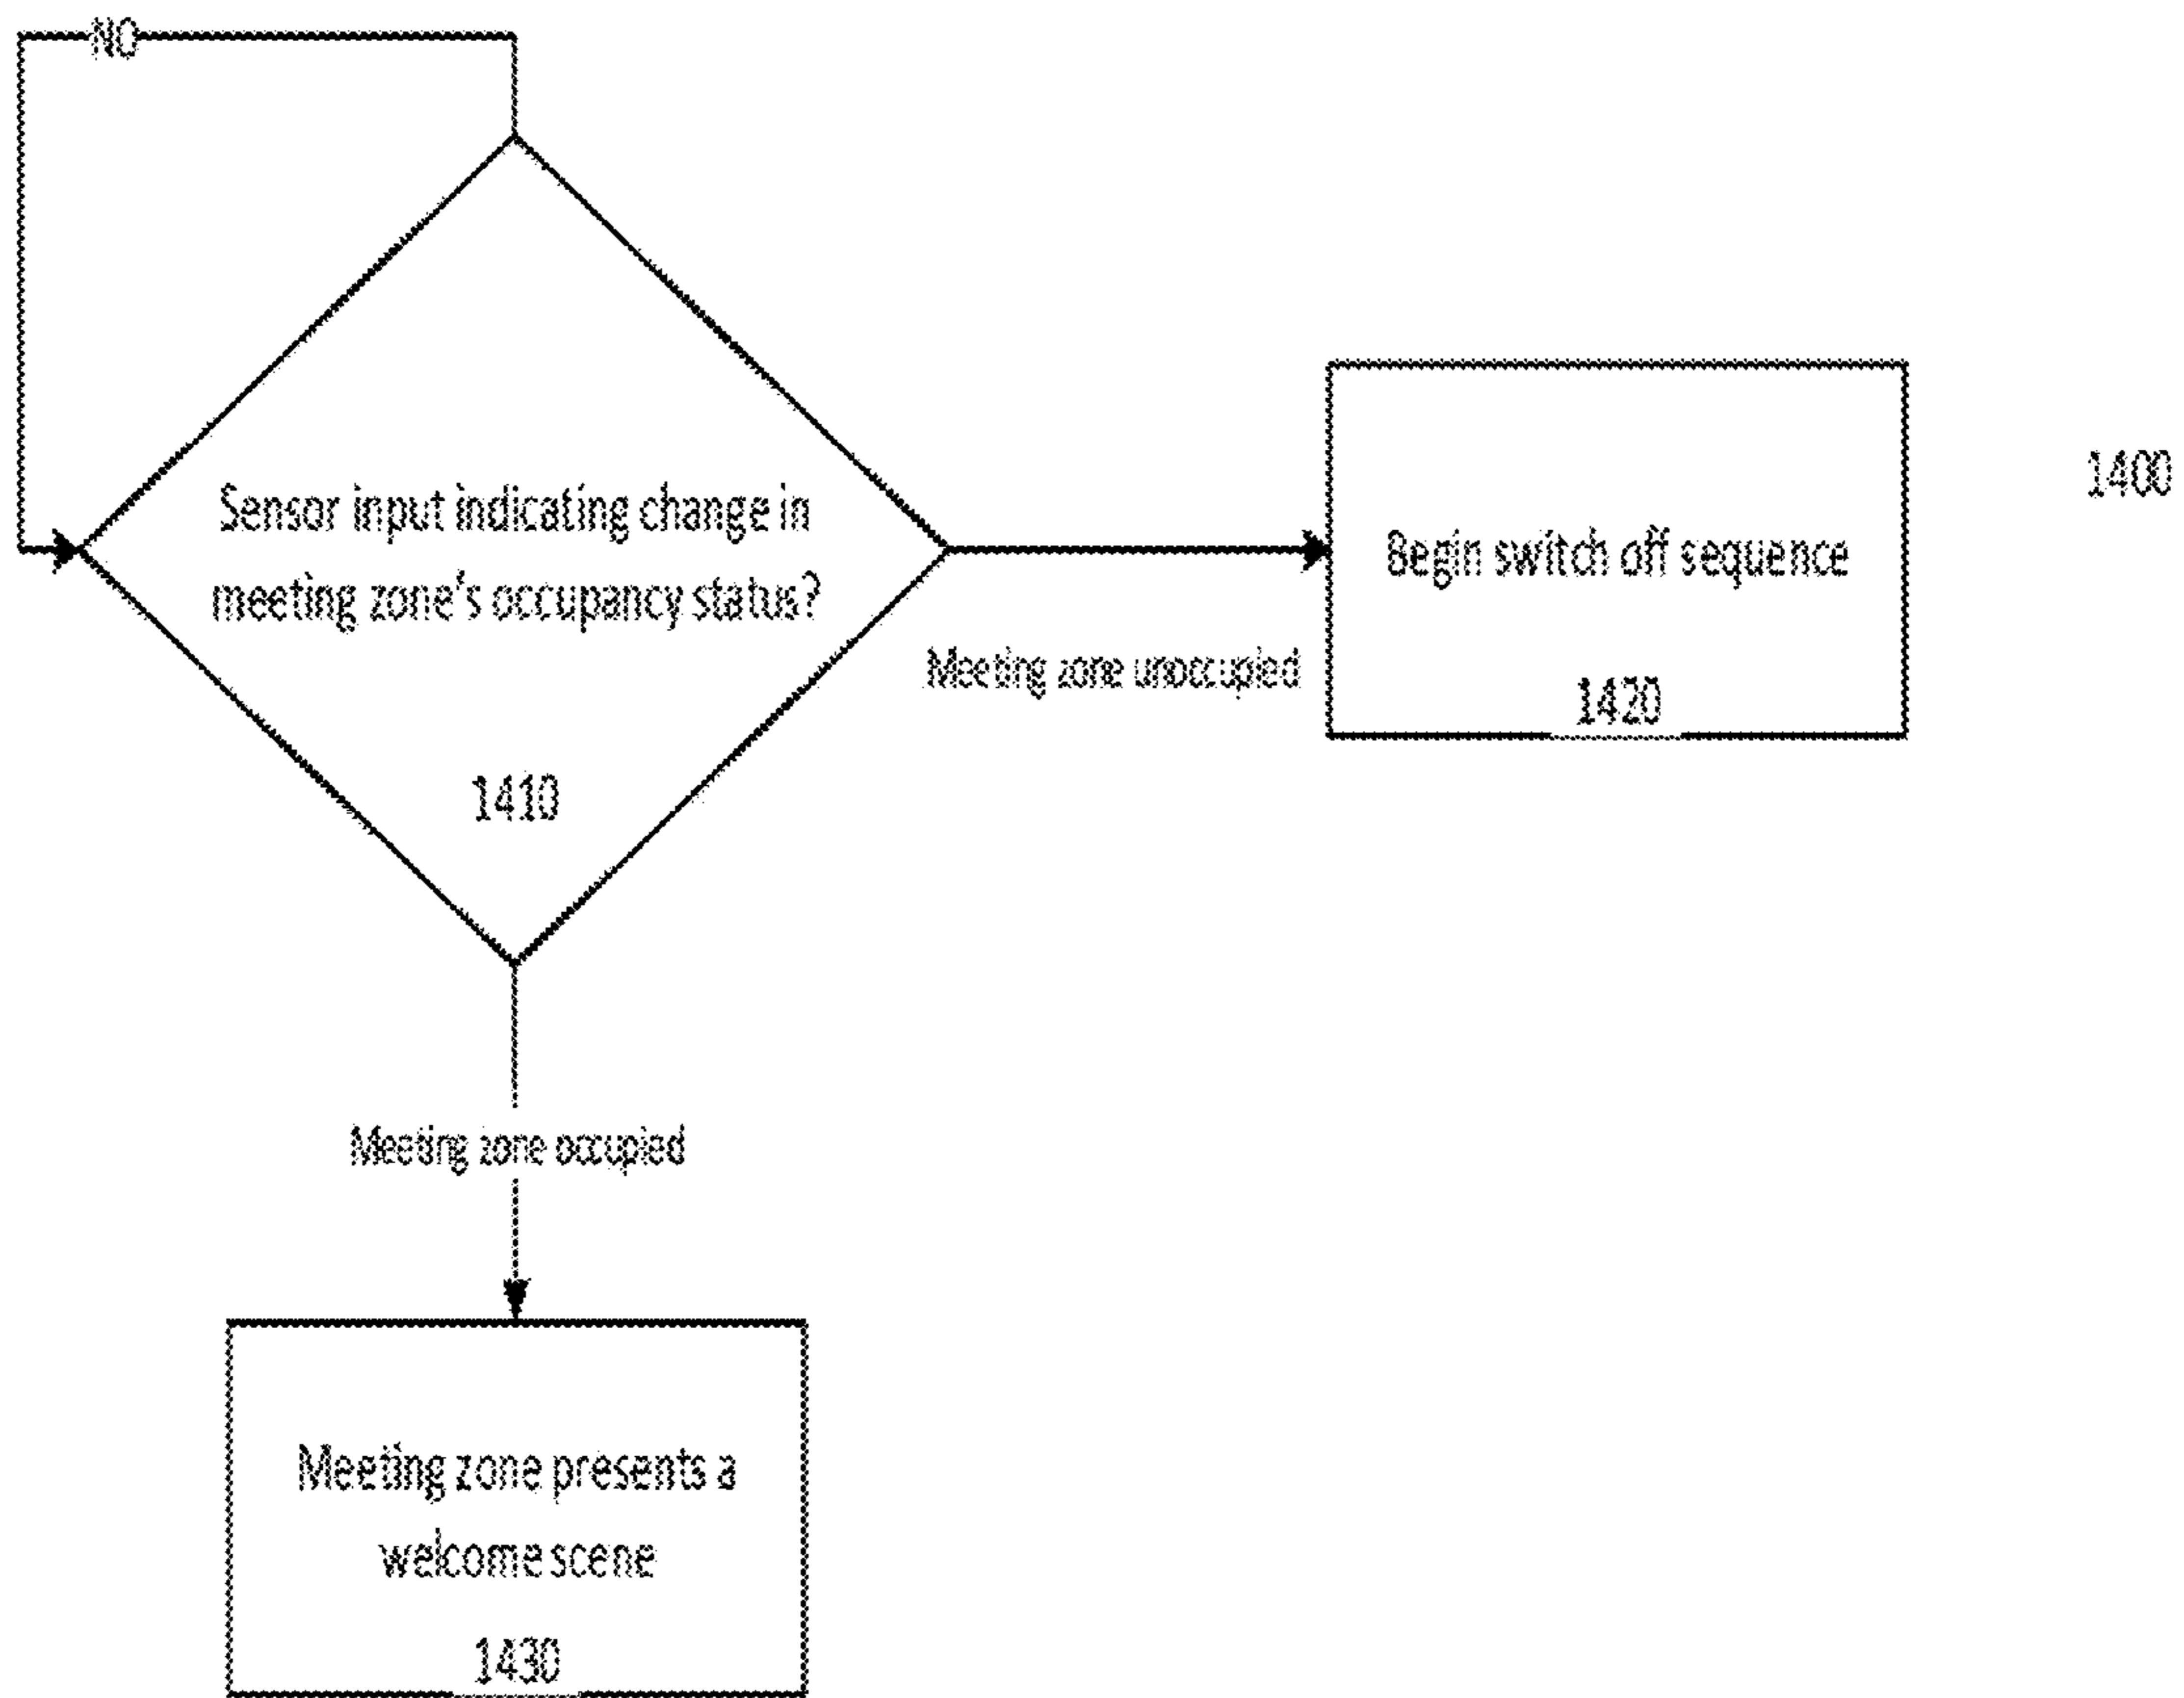 NO
Sensor input indicating change in
meeting zone's occupancy status?
1410
Meeting zone unoccupied
Begin switch off sequence
1420
1400
Meeting zone occupied
Meeting zone presents a
welcome scene
1430